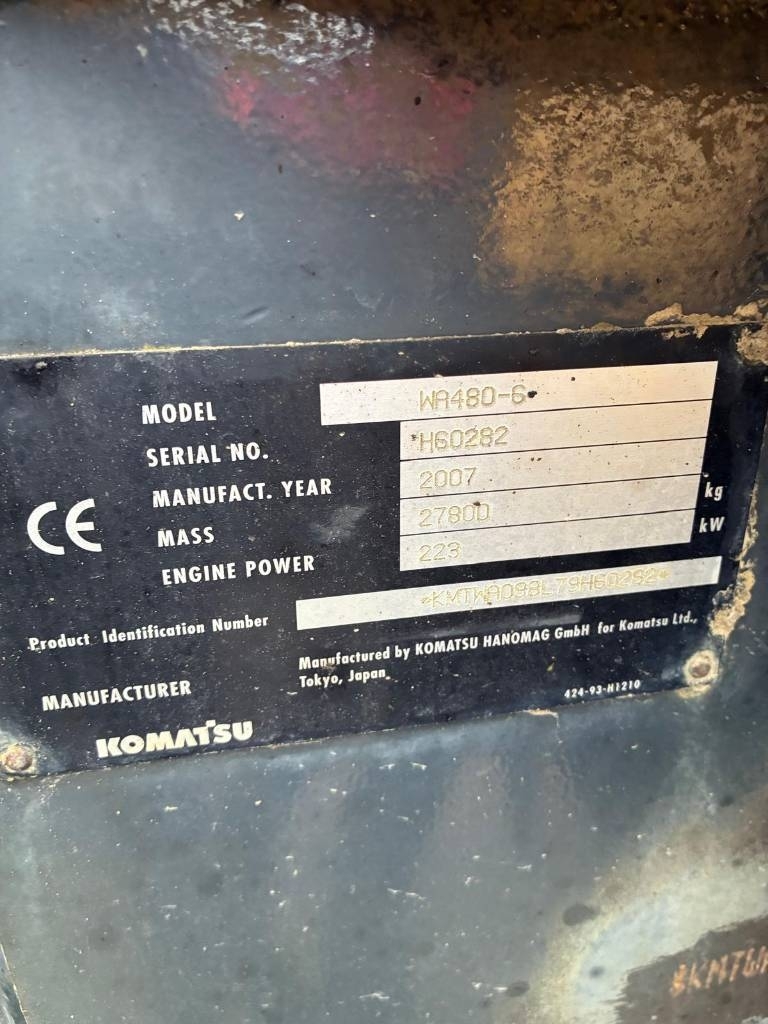 MODEL WA480-6
SERIAL NO. H60282
MANUFACT. YEAR 2007
CE
MASS 27800 kg
ENGINE POWER 223 kW
Product Identification Number *KMTWA093L79H60282*
MANUFACTURER Manufactured by KOMATSU HANOMAG GmbH for Komatsu Ltd.,
Tokyo, Japan
424-93-H1210
KOMATSU